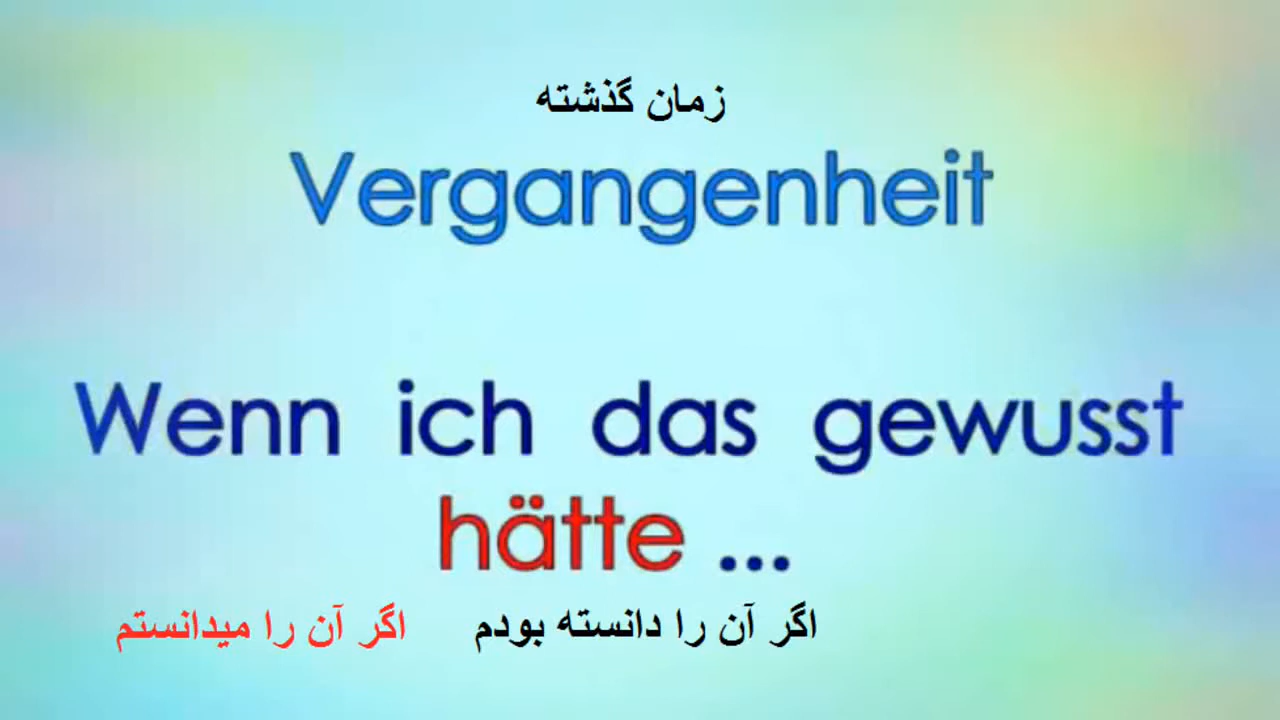 زمان گذشته
Vergangenheit
Wenn ich das gewusst
hätte ...
اگر آن را دانسته بودم اگر آن را میدانستم